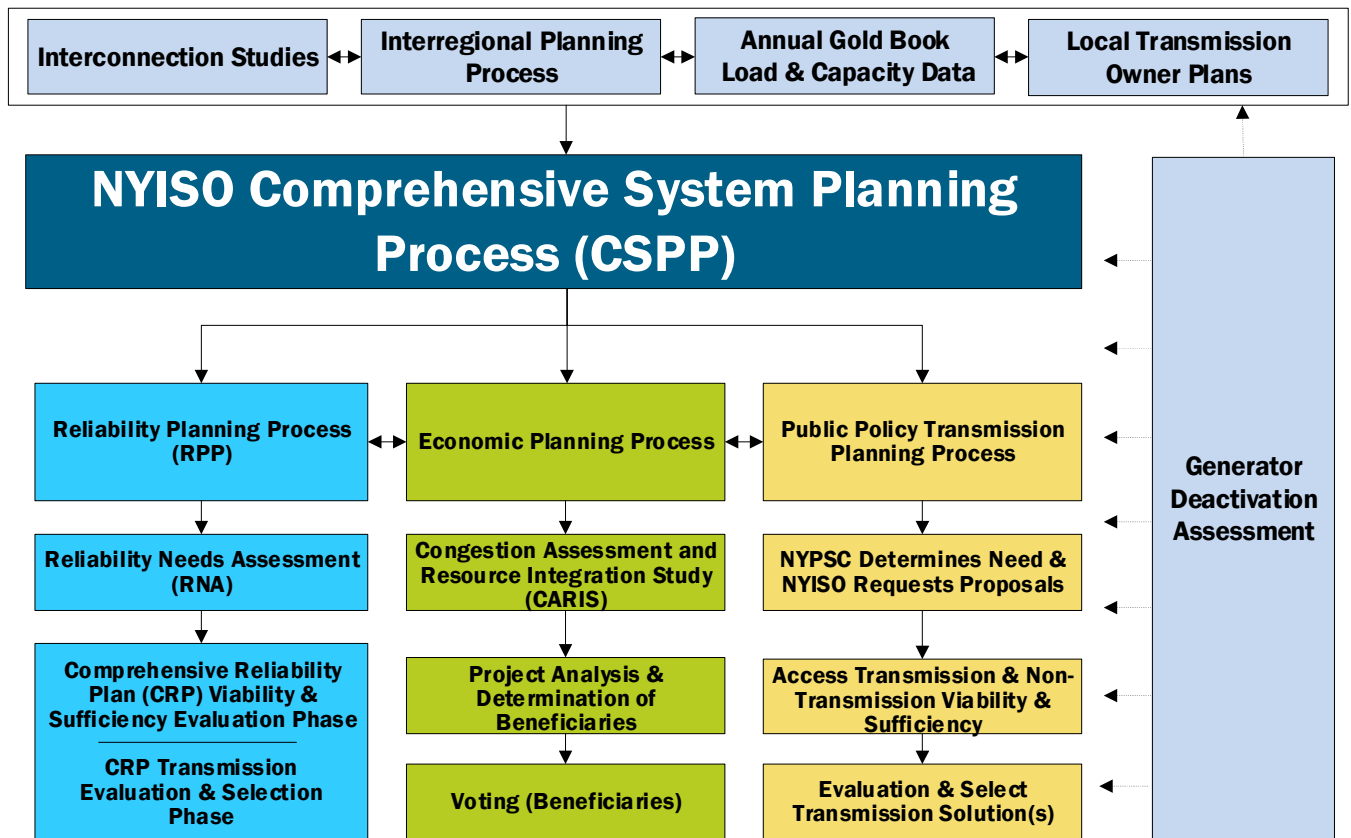 Interconnection Studies
Interregional Planning
Process
Annual Gold Book
Load & Capacity Data
Local Transmission
Owner Plans
NYISO Comprehensive System Planning
Process (CSPP)
Reliability Planning Process
(RPP)
Economic Planning Process
Public Policy Transmission
Planning Process
Generator
Deactivation
Assessment
Reliability Needs Assessment
(RNA)
Congestion Assessment and
Resource Integration Study
(CARIS)
NYPSC Determines Need &
NYISO Requests Proposals
Comprehensive Reliability
Plan (CRP) Viability &
Sufficiency Evaluation Phase
CRP Transmission
Evaluation & Selection
Phase
Project Analysis &
Determination of
Beneficiaries
Access Transmission & Non-
Transmission Viability &
Sufficiency
Voting (Beneficiaries)
Evaluation & Select
Transmission Solution(s)